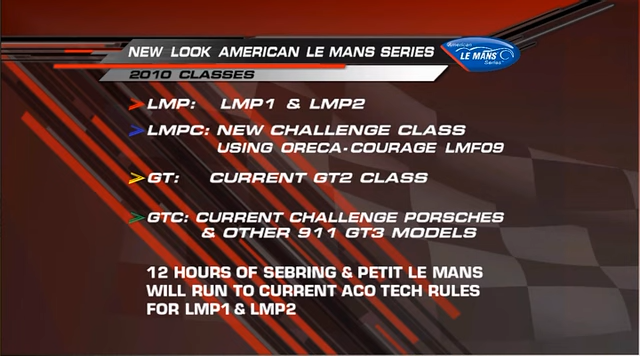 NEW LOOK AMERICAN LE MANS SERIES
American
LE MANS
Series
2010 CLASSES
LMP: LMP1 & LMP2
LMPC: NEW CHALLENGE CLASS
USING ORECA-COURAGE LMF09
GT: CURRENT GT2 CLASS
GTC: CURRENT CHALLENGE PORSCHES
& OTHER 911 GT3 MODELS
12 HOURS OF SEBRING & PETIT LE MANS
WILL RUN TO CURRENT ACO TECH RULES
FOR LMP1 & LMP2